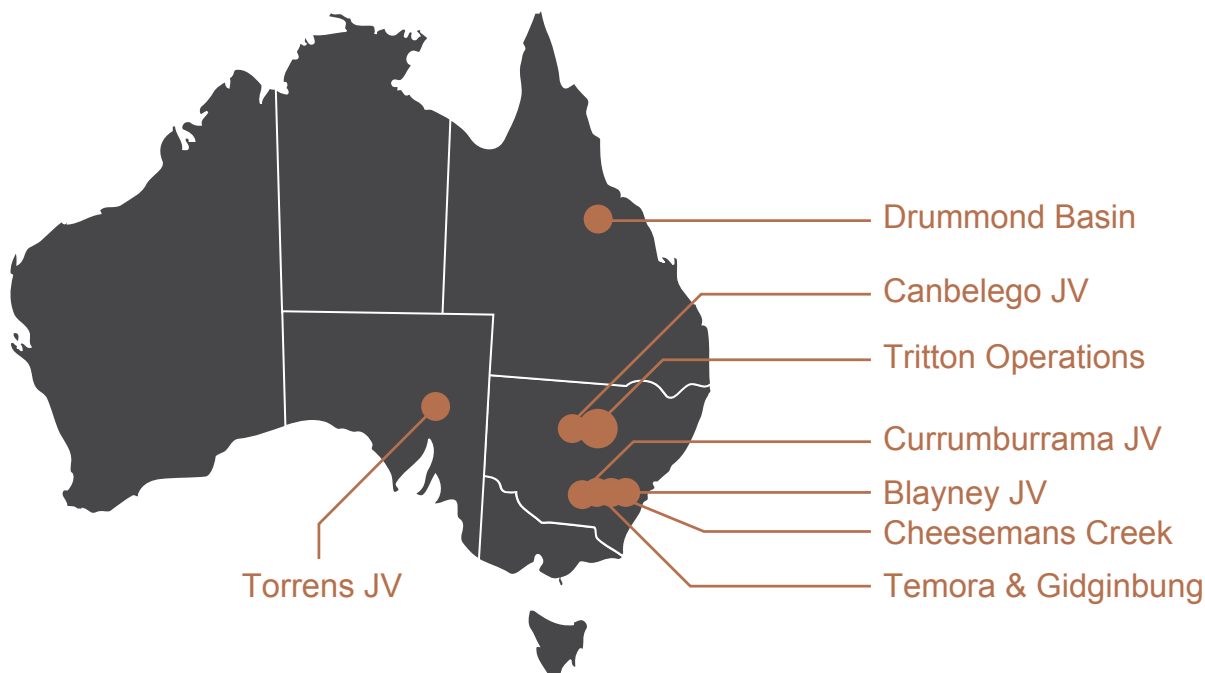 Drummond Basin
Canbelego JV
Tritton Operations
Currumburrama JV
Blayney JV
Cheesemans Creek
Temora & Gidginbung
Torrens JV